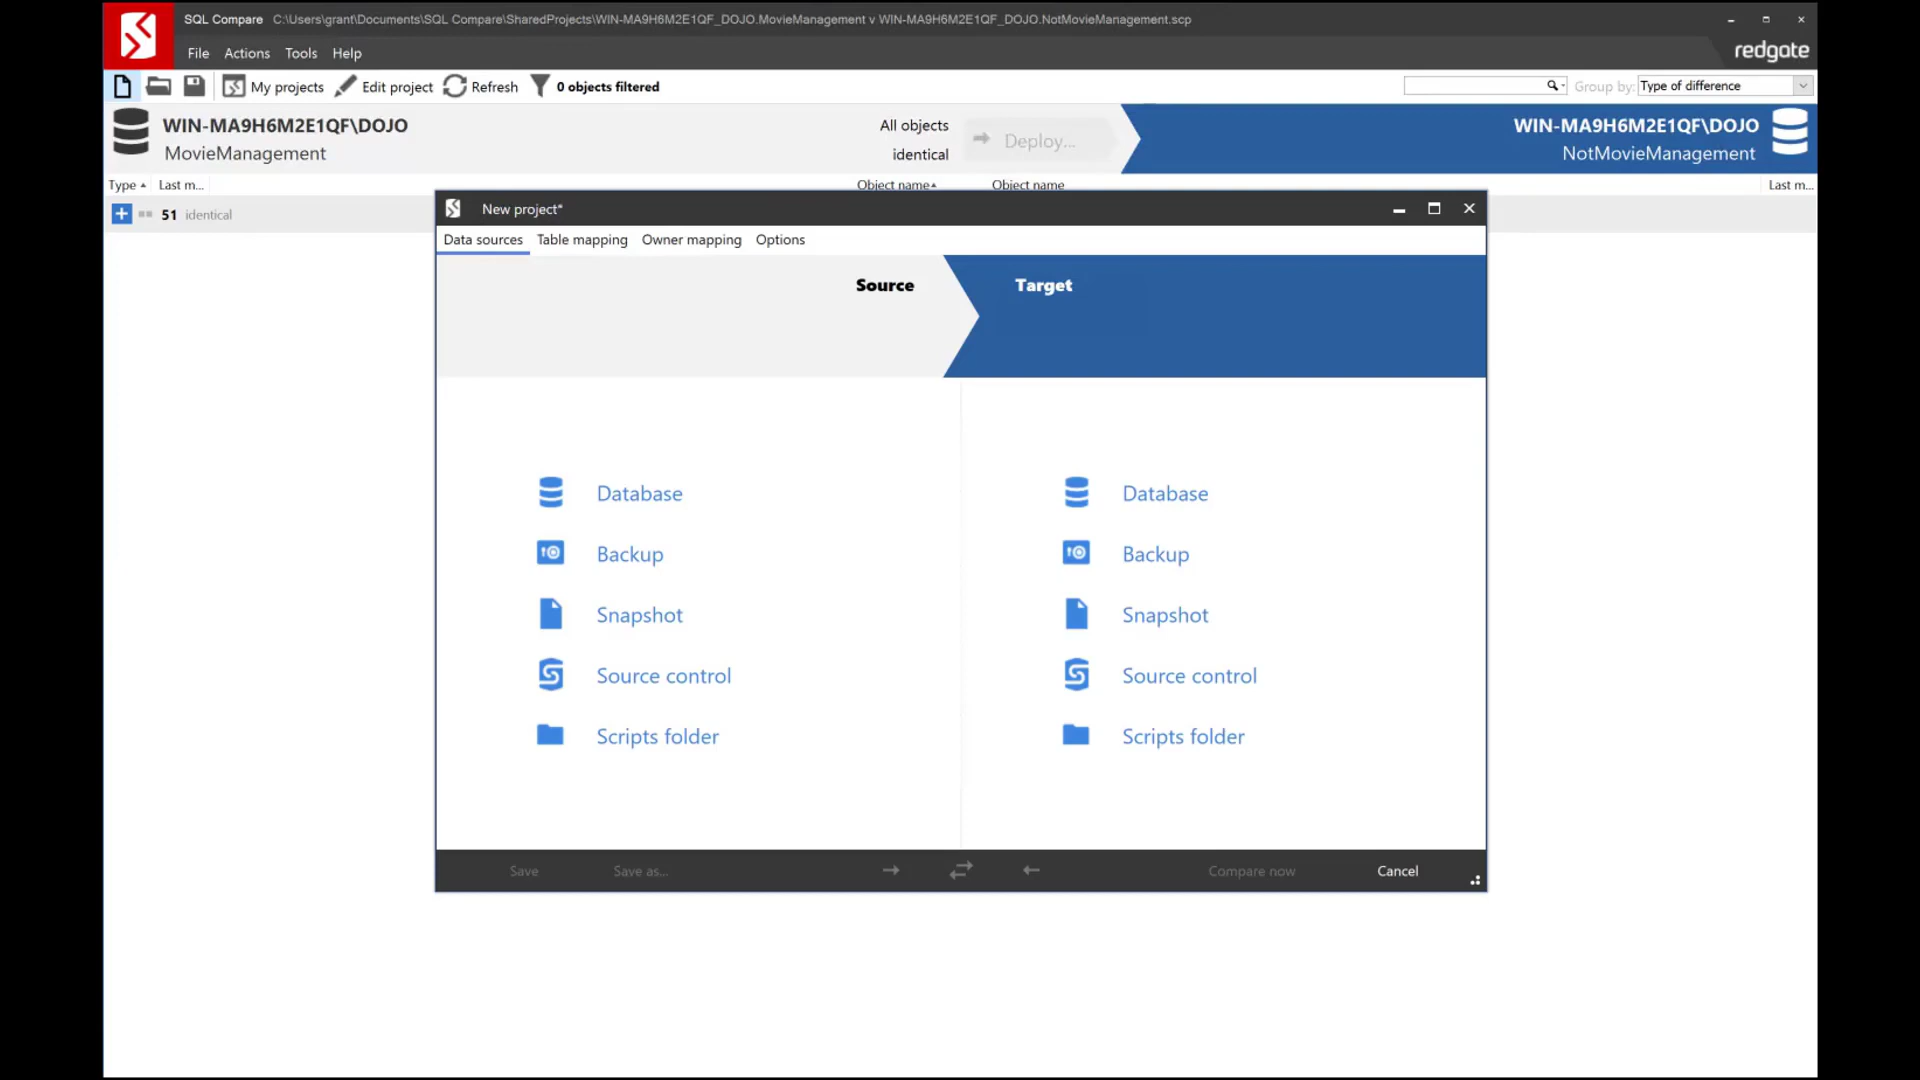 SQL Compare C:\Users\grant\Documents\SQL Compare\SharedProjects\WIN-MA9H6M2E1QF_DOJO.MovieManagement v WIN-MA9H6M2E1QF_DOJO.NotMovieManagement.scp
File Actions Tools Help
redgate
My projects Edit project Refresh 0 objects filtered
Group by: Type of difference
WIN-MA9H6M2E1QF\DOJO
MovieManagement
All objects
identical
Deploy...
WIN-MA9H6M2E1QF\DOJO
NotMovieManagement
Type Last m... Object name Object name Last m...
51 identical
New project*
Data sources Table mapping Owner mapping Options
Source Target
Database Database
Backup Backup
Snapshot Snapshot
Source control Source control
Scripts folder Scripts folder
Save Save as... Compare now Cancel